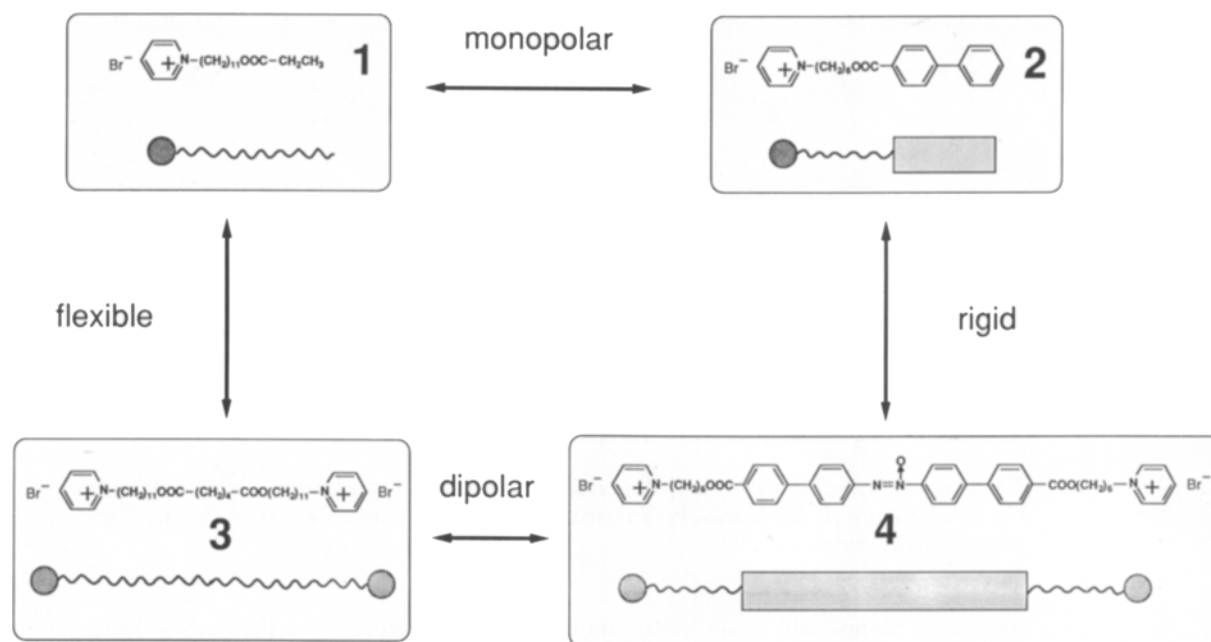 monopolar
Br⁻ + N–(CH₂)₁₁OOC–CH₂CH₃ 1
Br⁻ + N–(CH₂)₆OOC 2
flexible
rigid
dipolar
Br⁻ + N–(CH₂)₁₁OOC–(CH₂)₄–COO(CH₂)₁₁–N + Br⁻
3
O
Br⁻ + N–(CH₂)₆OOC N=N COO(CH₂)₆–N + Br⁻
4